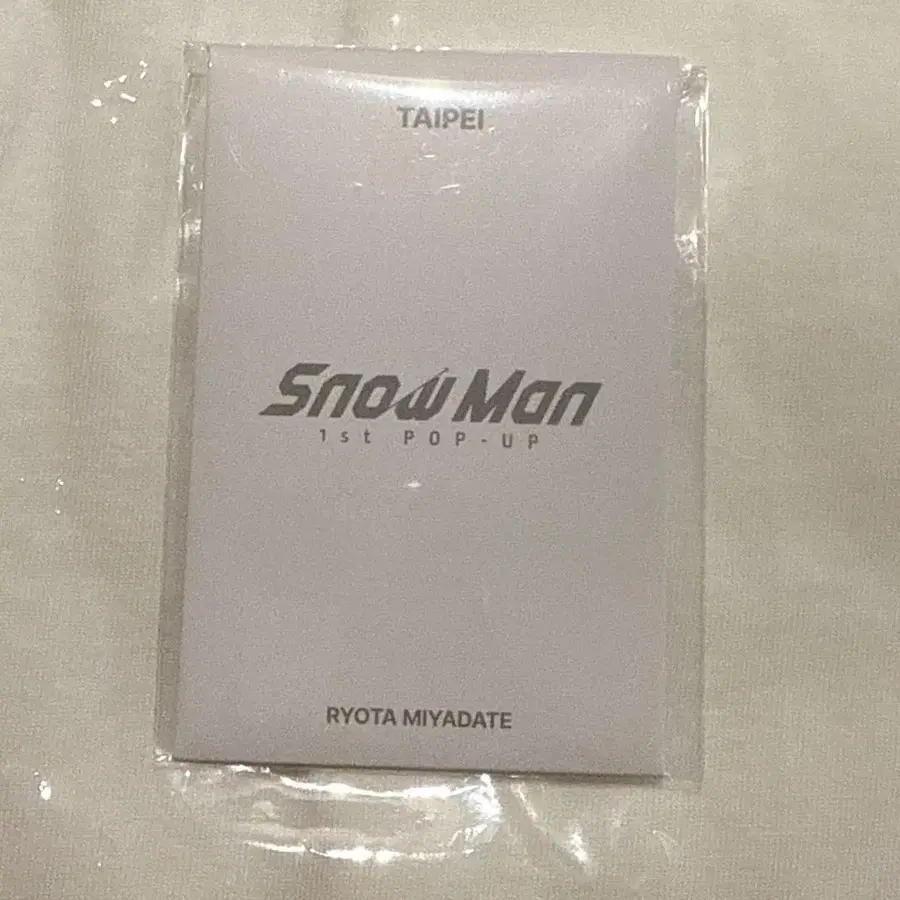 TAIPEI
Snow Man
1st POP-UP
RYOTA MIYADATE